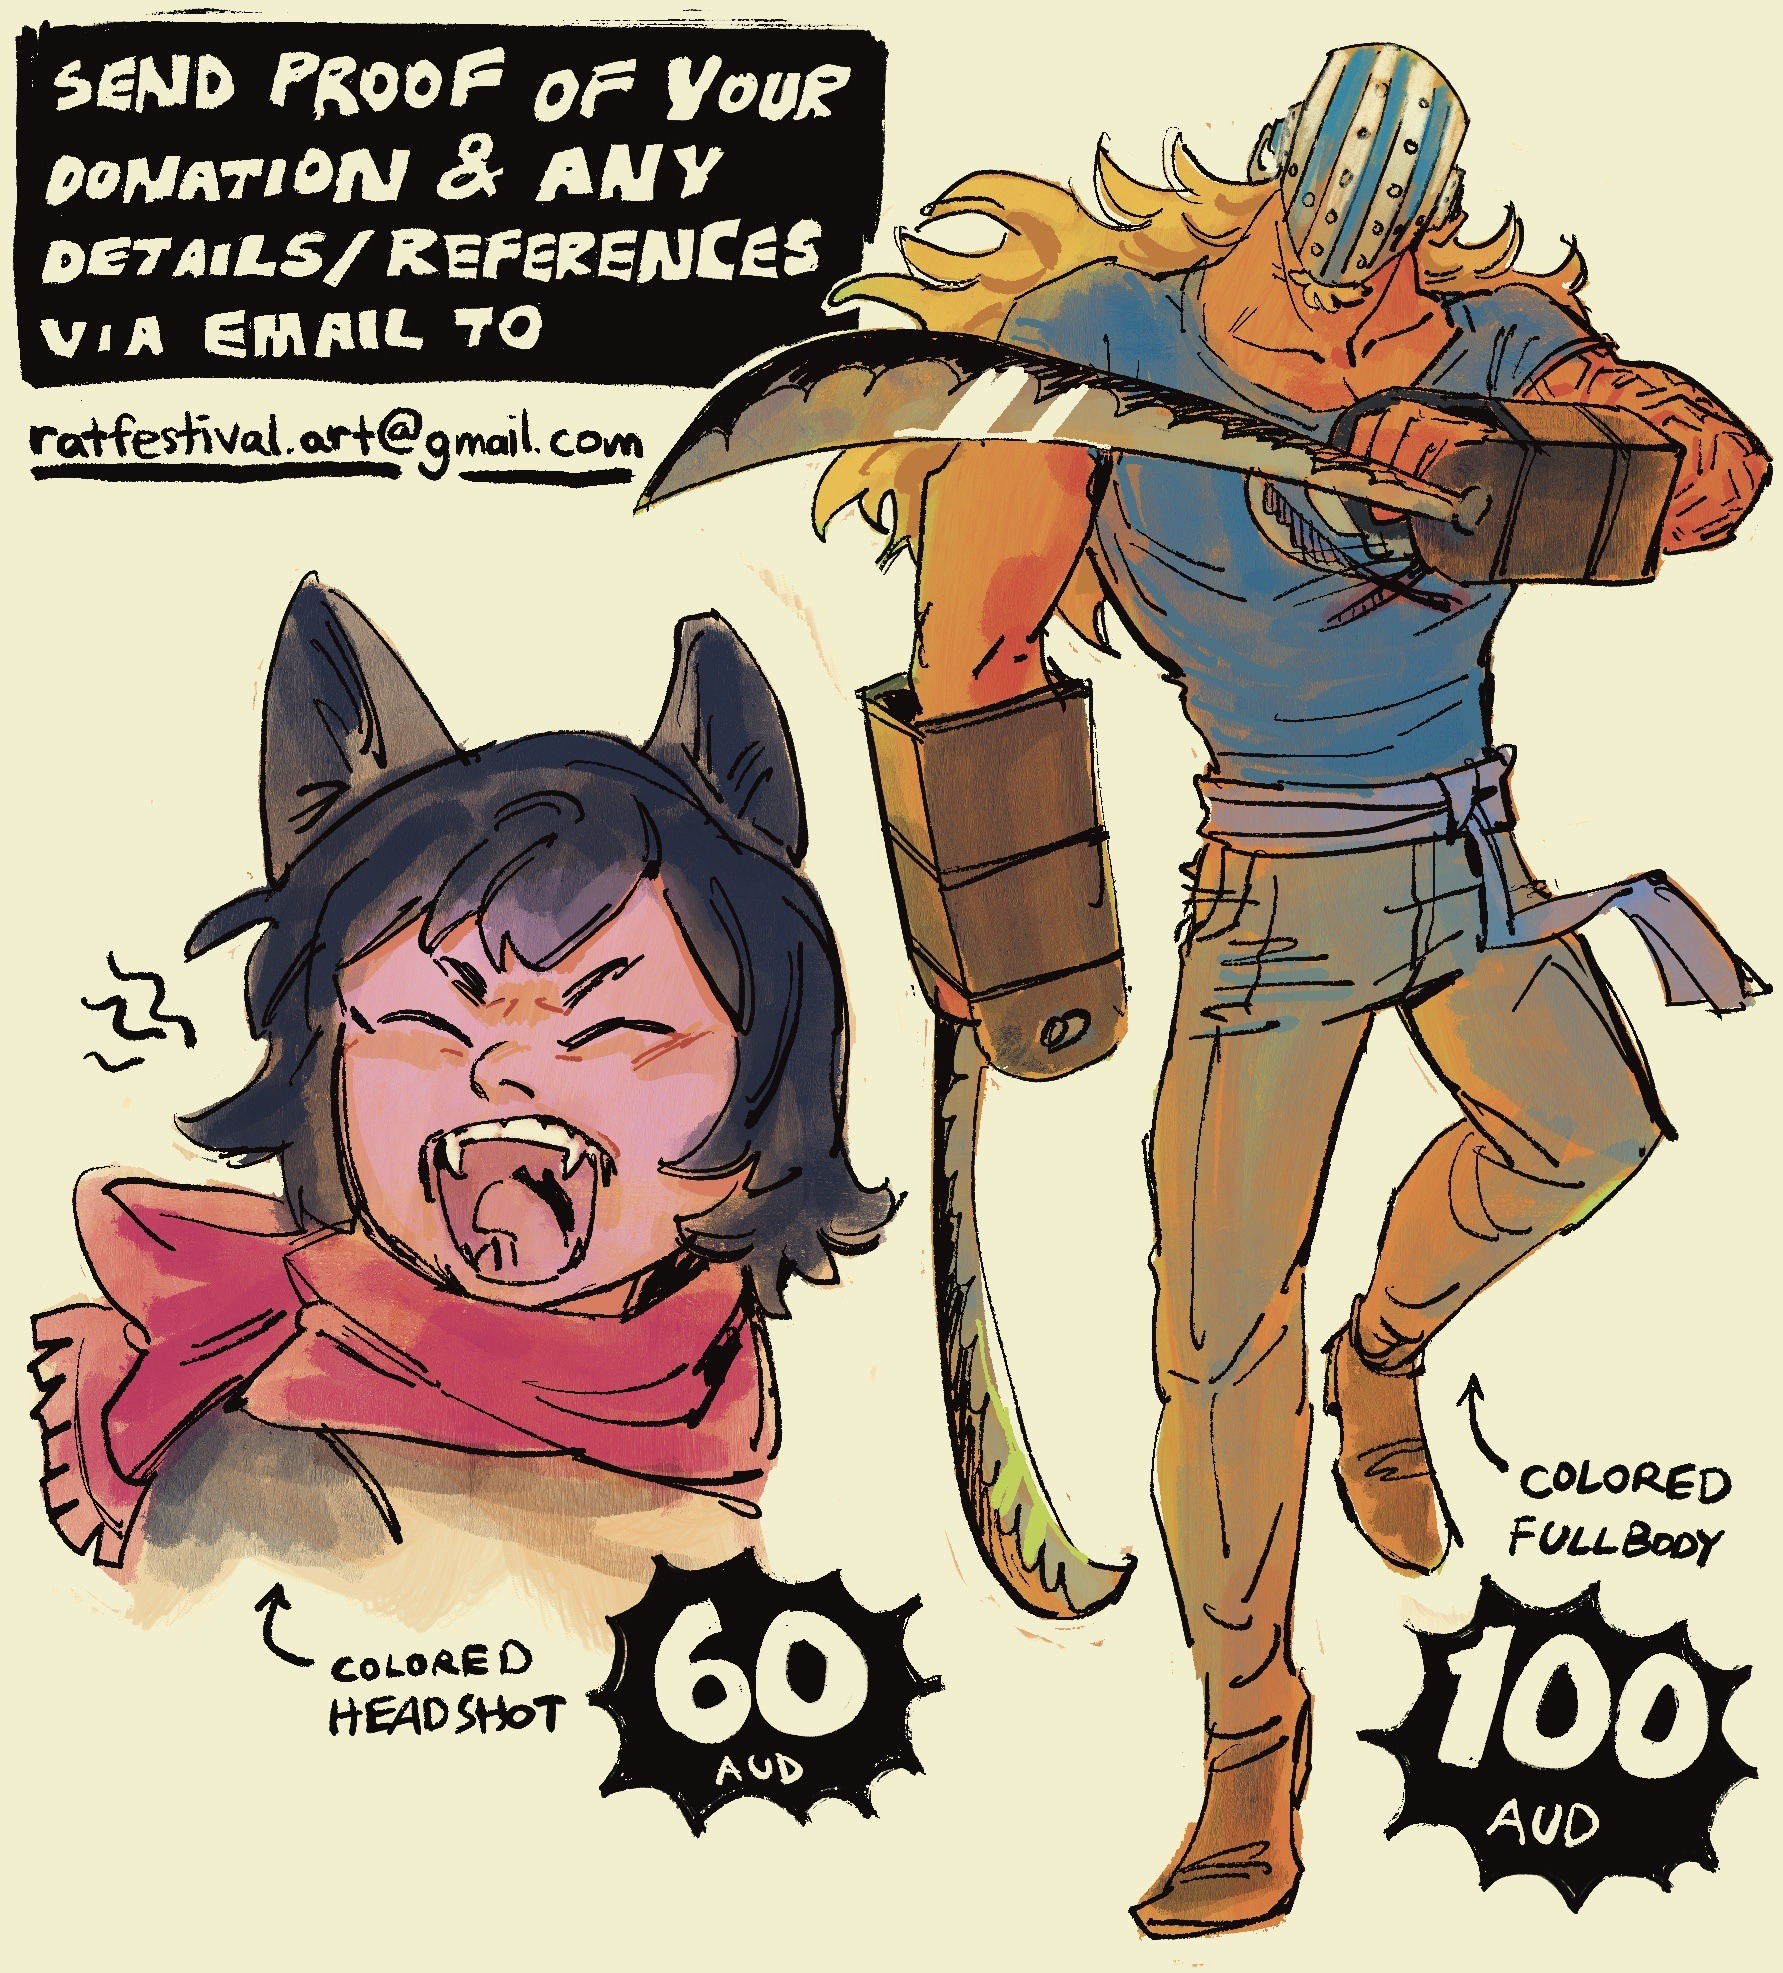 SEND PROOF OF YOUR
DONATION & ANY
DETAILS/REFERENCES
VIA EMAIL TO
ratfestival.art@gmail.com
COLORED
HEADSHOT
60
AUD
COLORED
FULLBODY
100
AUD